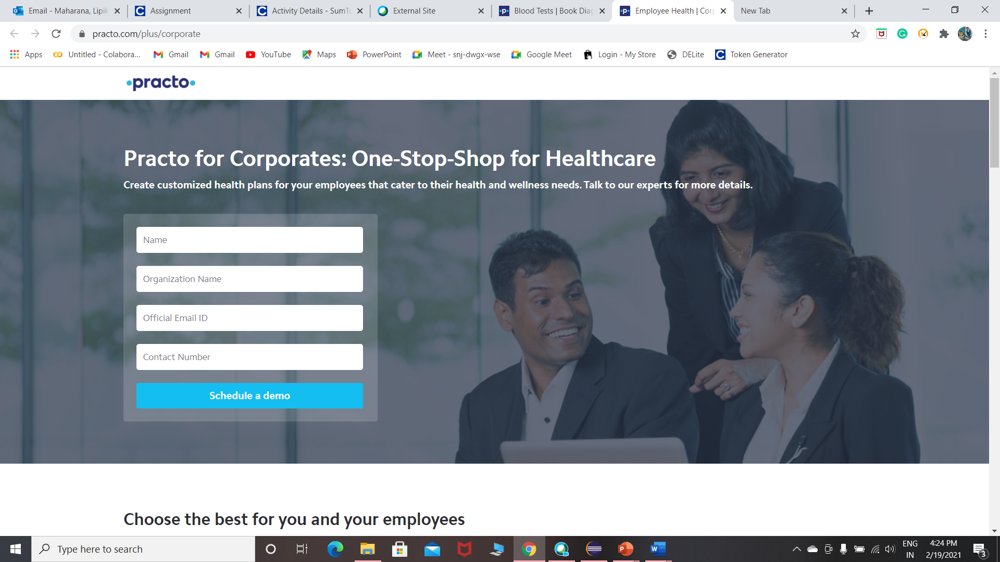 Email - Maharana, Lipik
Assignment
Activity Details - SumTo
External Site
Blood Tests | Book Diag
Employee Health | Corp
New Tab
practo.com/plus/corporate
Apps
Untitled - Colabora...
Gmail
Gmail
YouTube
Maps
PowerPoint
Meet - snj-dwgx-wse
Google Meet
Login - My Store
DELite
Token Generator
practo
Practo for Corporates: One-Stop-Shop for Healthcare
Create customized health plans for your employees that cater to their health and wellness needs. Talk to our experts for more details.
Name
Organization Name
Official Email ID
Contact Number
Schedule a demo
Choose the best for you and your employees
Type here to search
ENG
IN
4:24 PM
2/19/2021
3